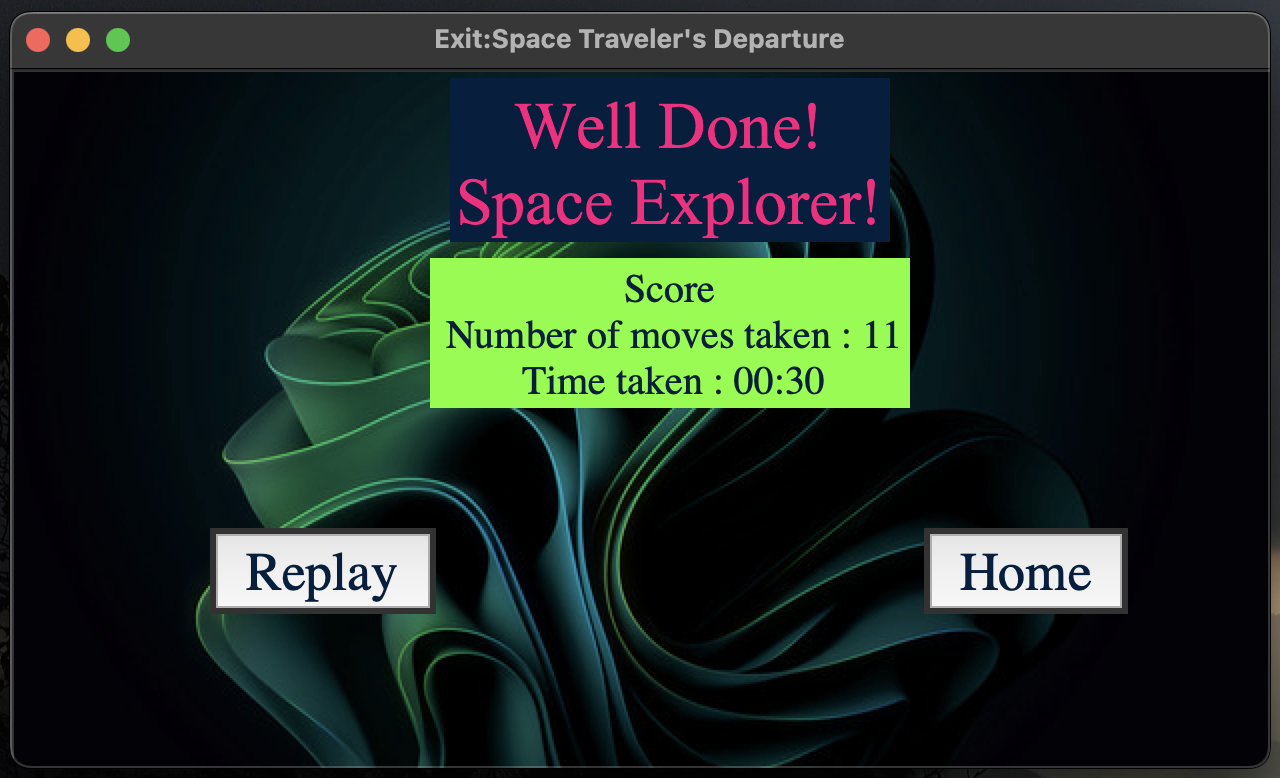 Exit:Space Traveler's Departure
Well Done!
Space Explorer!
Score
Number of moves taken : 11
Time taken : 00:30
Replay
Home